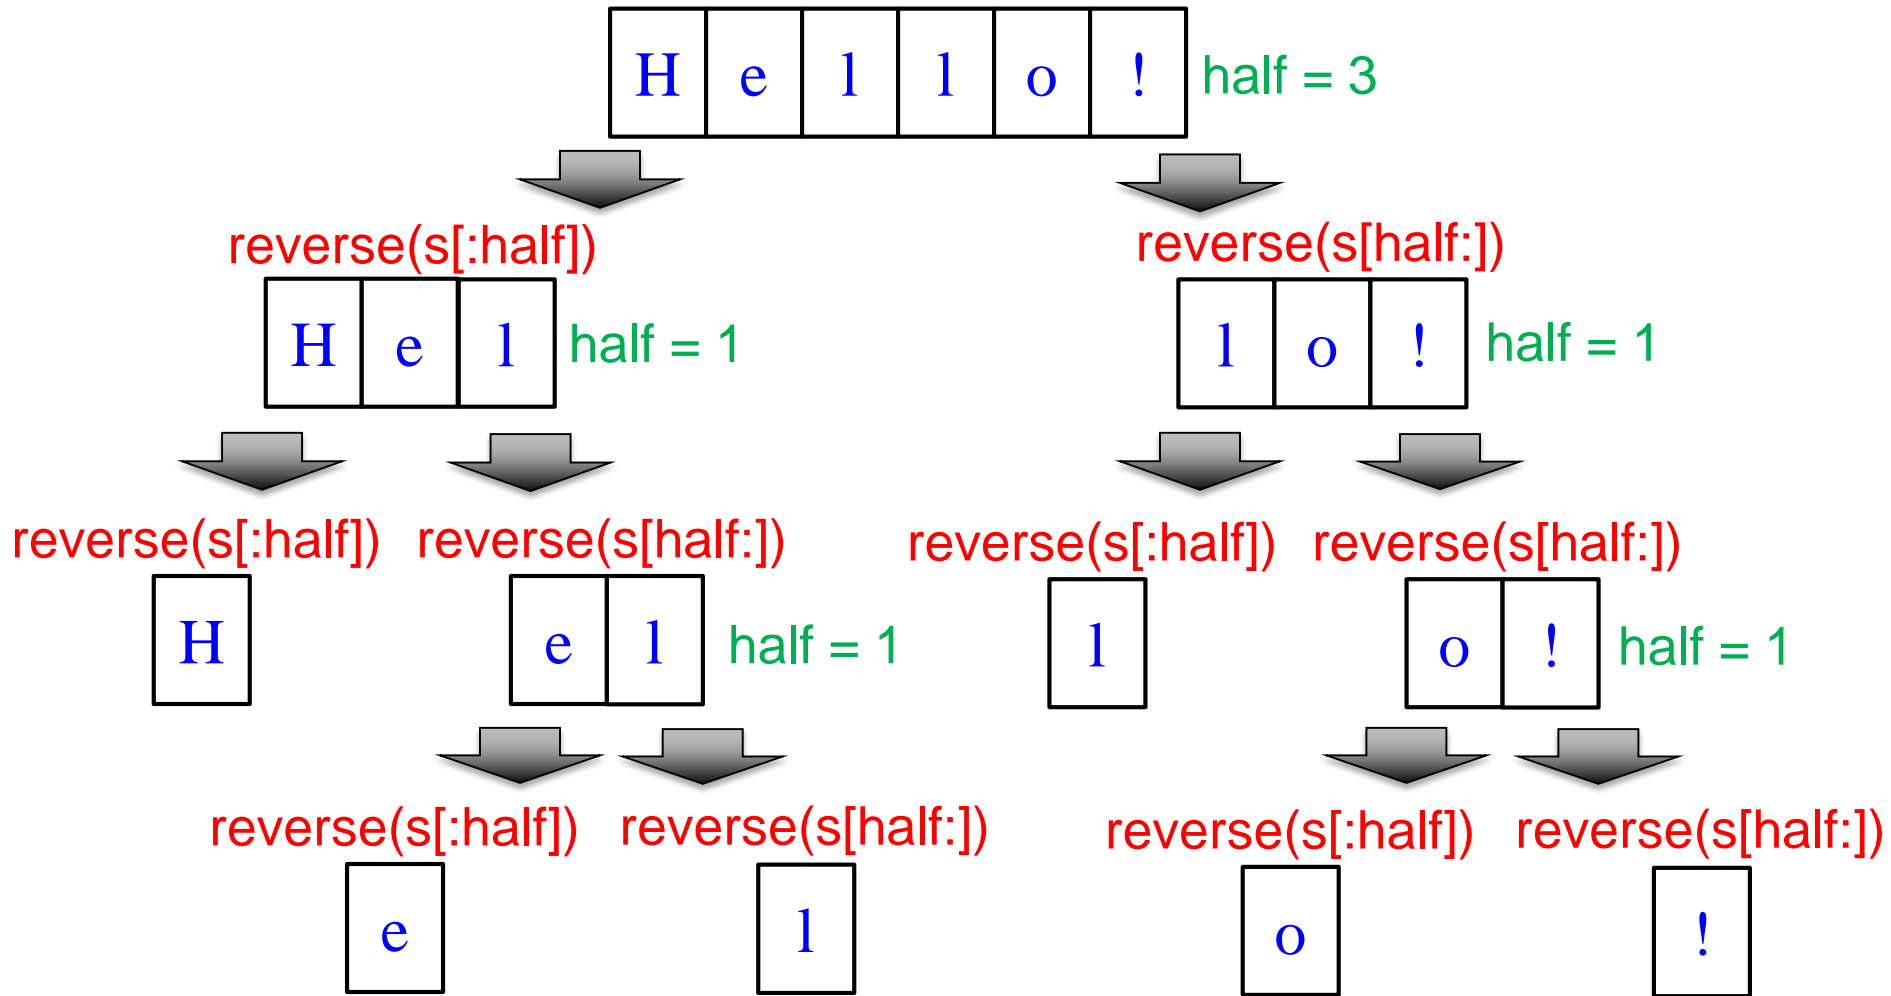 H e l l o ! half = 3
reverse(s[:half]) reverse(s[half:])
H e l half = 1 l o ! half = 1
reverse(s[:half]) reverse(s[half:]) reverse(s[:half]) reverse(s[half:])
H e l half = 1 l o ! half = 1
reverse(s[:half]) reverse(s[half:]) reverse(s[:half]) reverse(s[half:])
e l o !